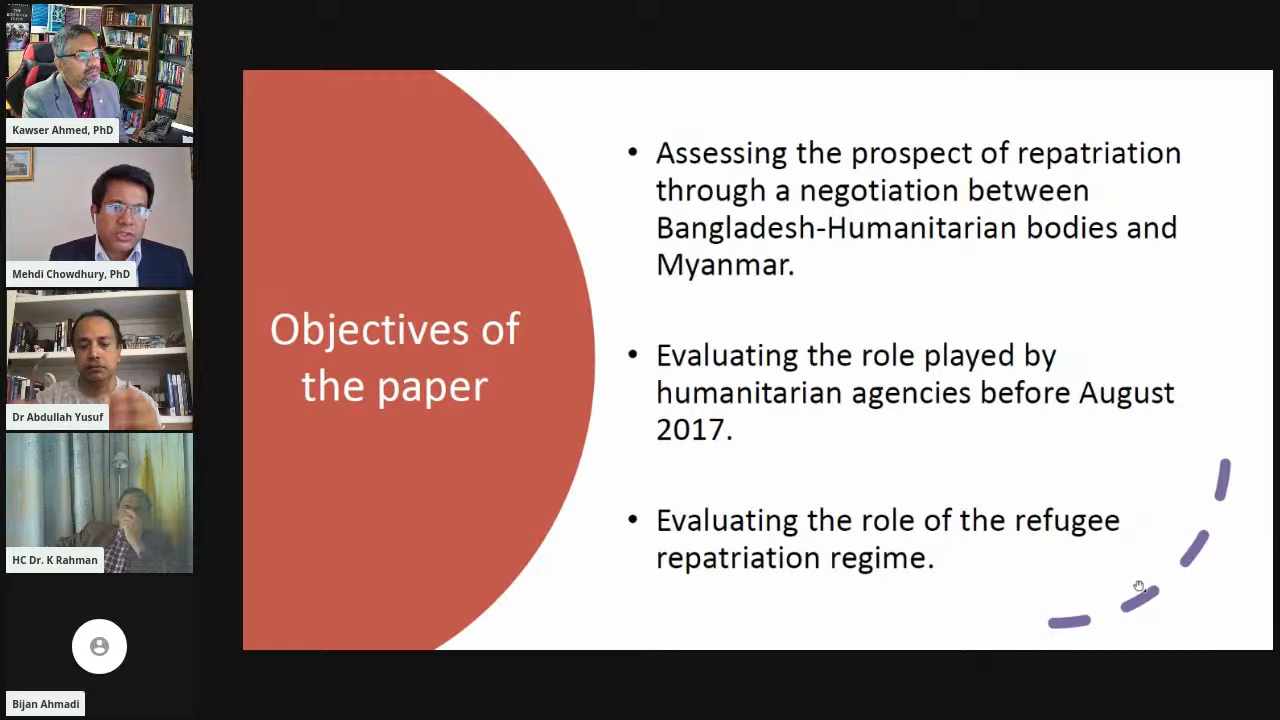 Kawser Ahmed, PhD
Mehdi Chowdhury, PhD
Dr Abdullah Yusuf
HC Dr. K Rahman
Bijan Ahmadi
Objectives of
the paper
• Assessing the prospect of repatriation
through a negotiation between
Bangladesh-Humanitarian bodies and
Myanmar.
• Evaluating the role played by
humanitarian agencies before August
2017.
• Evaluating the role of the refugee
repatriation regime.